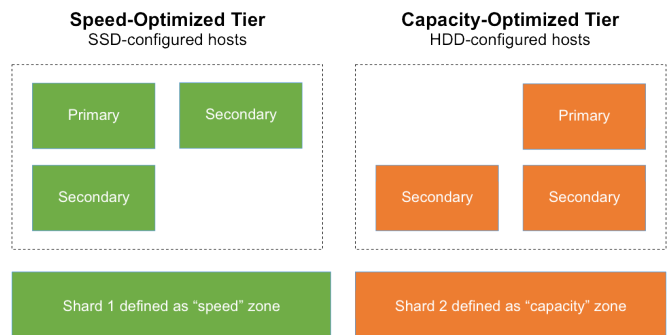 Speed-Optimized Tier
SSD-configured hosts
Primary
Secondary
Secondary
Shard 1 defined as “speed” zone
Capacity-Optimized Tier
HDD-configured hosts
Primary
Secondary
Secondary
Shard 2 defined as “capacity” zone